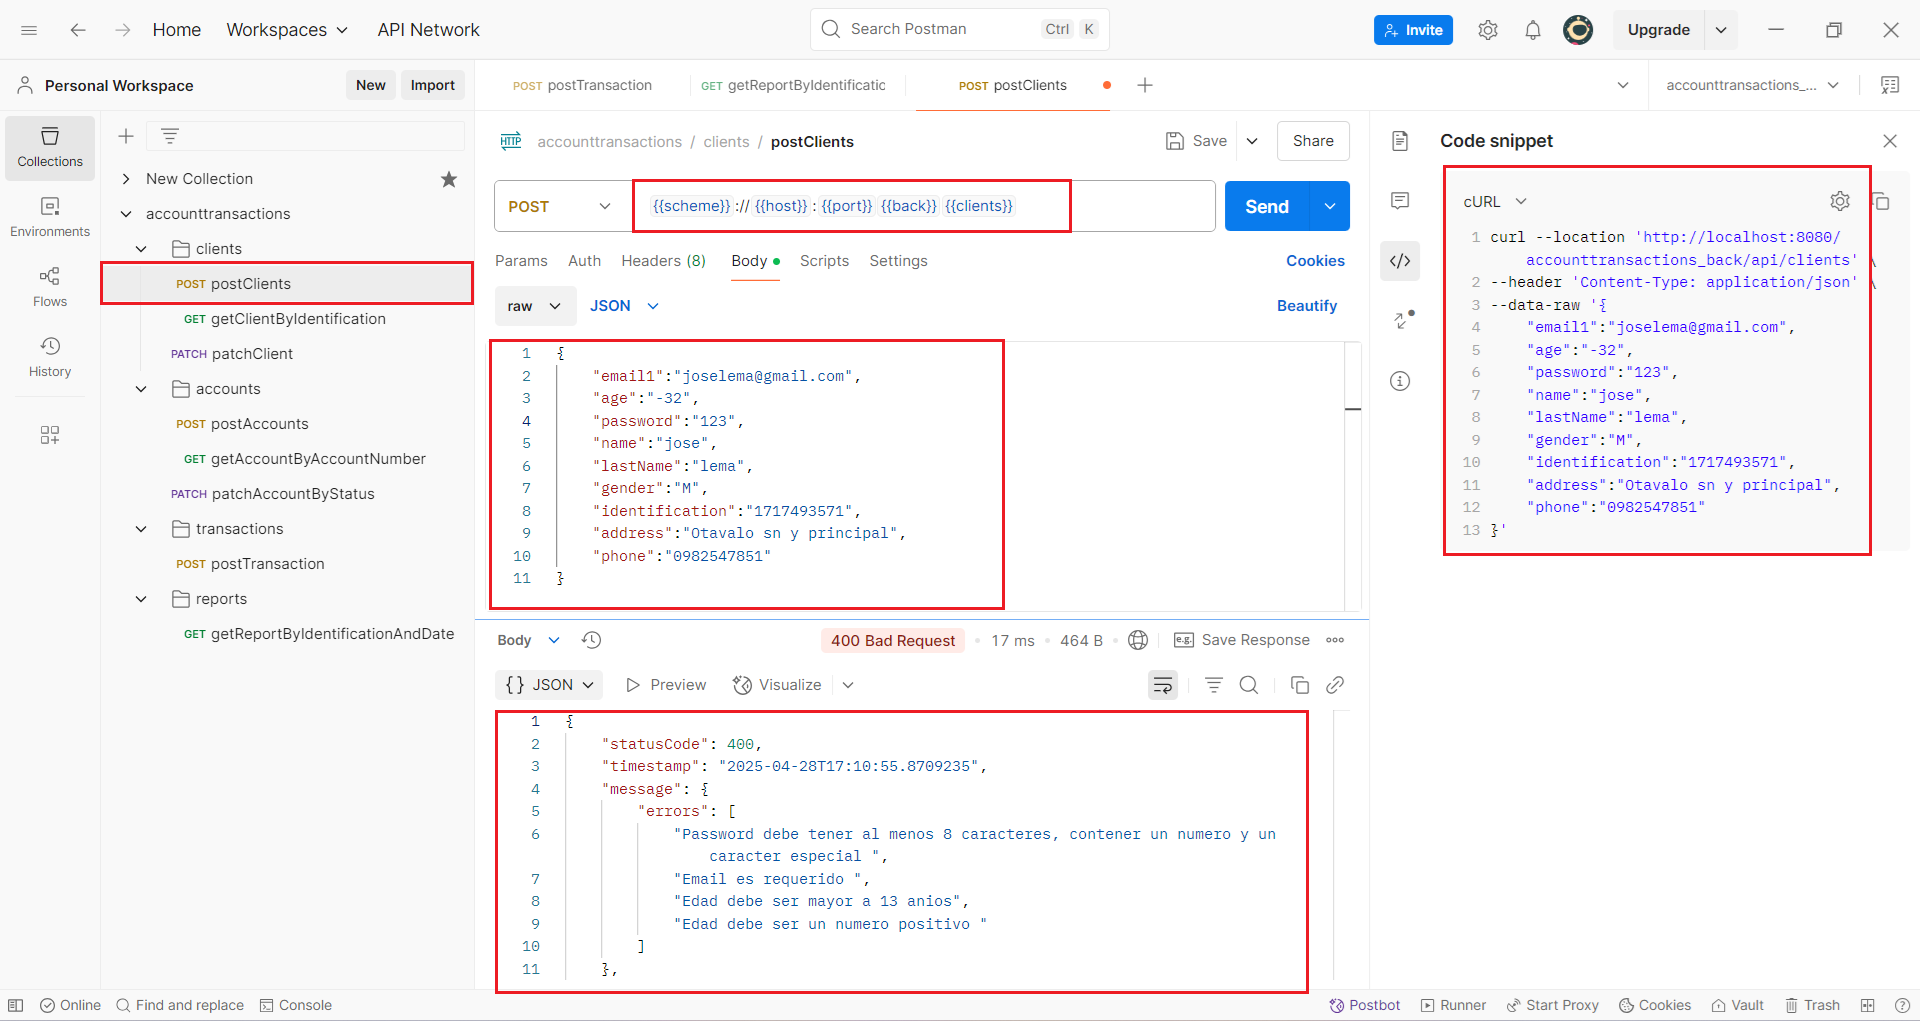 Home Workspaces API Network Search Postman Ctrl K Invite Upgrade
Personal Workspace New Import
POST postTransaction GET getReportByIdentificatic POST postClients accounttransactions_...
Collections
Environments
Flows
History
New Collection
accounttransactions
clients
POST postClients
GET getClientByIdentification
PATCH patchClient
accounts
POST postAccounts
GET getAccountByAccountNumber
PATCH patchAccountByStatus
transactions
POST postTransaction
reports
GET getReportByIdentificationAndDate
HTTP accounttransactions / clients / postClients Save Share
POST {{scheme}}://{{host}}:{{port}}{{back}}{{clients}} Send
Params Auth Headers (8) Body Scripts Settings Cookies
raw JSON Beautify
1 {
2 "email1":"joselema@gmail.com",
3 "age":"-32",
4 "password":"123",
5 "name":"jose",
6 "lastName":"lema",
7 "gender":"M",
8 "identification":"1717493571",
9 "address":"Otavalo sn y principal",
10 "phone":"0982547851"
11 }
Body 400 Bad Request 17 ms 464 B e.g. Save Response
{} JSON Preview Visualize
1 {
2 "statusCode": 400,
3 "timestamp": "2025-04-28T17:10:55.8709235",
4 "message": {
5 "errors": [
6 "Password debe tener al menos 8 caracteres, contener un numero y un
caracter especial ",
7 "Email es requerido ",
8 "Edad debe ser mayor a 13 anios",
9 "Edad debe ser un numero positivo "
10 ]
11 },
Code snippet
cURL
1 curl --location 'http://localhost:8080/
accounttransactions_back/api/clients' \
2 --header 'Content-Type: application/json' \
3 --data-raw '{
4 "email1":"joselema@gmail.com",
5 "age":"-32",
6 "password":"123",
7 "name":"jose",
8 "lastName":"lema",
9 "gender":"M",
10 "identification":"1717493571",
11 "address":"Otavalo sn y principal",
12 "phone":"0982547851"
13 }'
Online Find and replace Console Postbot Runner Start Proxy Cookies Vault Trash